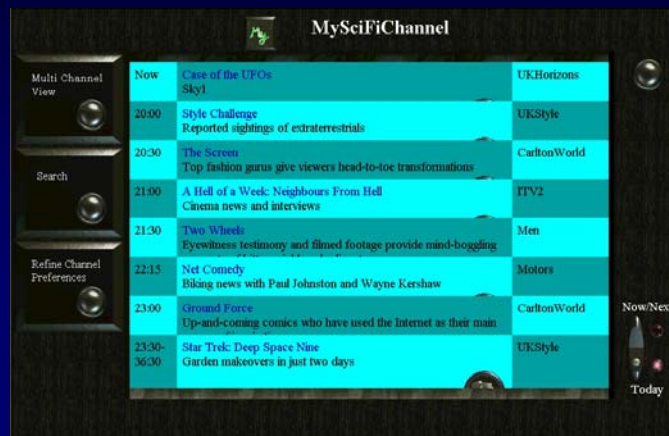 My
MySciFiChannel
Multi Channel
View
Search
Refine Channel
Preferences
Now Case of the UFOs UKHorizons
Sky1
20:00 Style Challenge UKStyle
Reported sightings of extraterrestrials
20:30 The Screen CarltonWorld
Top fashion gurus give viewers head-to-toe transformations
21:00 A Hell of a Week: Neighbours From Hell ITV2
Cinema news and interviews
21:30 Two Wheels Men
Eyewitness testimony and filmed footage provide mind-boggling
22:15 Net Comedy Motors
Biking news with Paul Johnston and Wayne Kershaw
23:00 Ground Force CarltonWorld
Up-and-coming comics who have used the Internet as their main
23:30- Star Trek: Deep Space Nine UKStyle
36:30 Garden makeovers in just two days
Now/Nex
Today